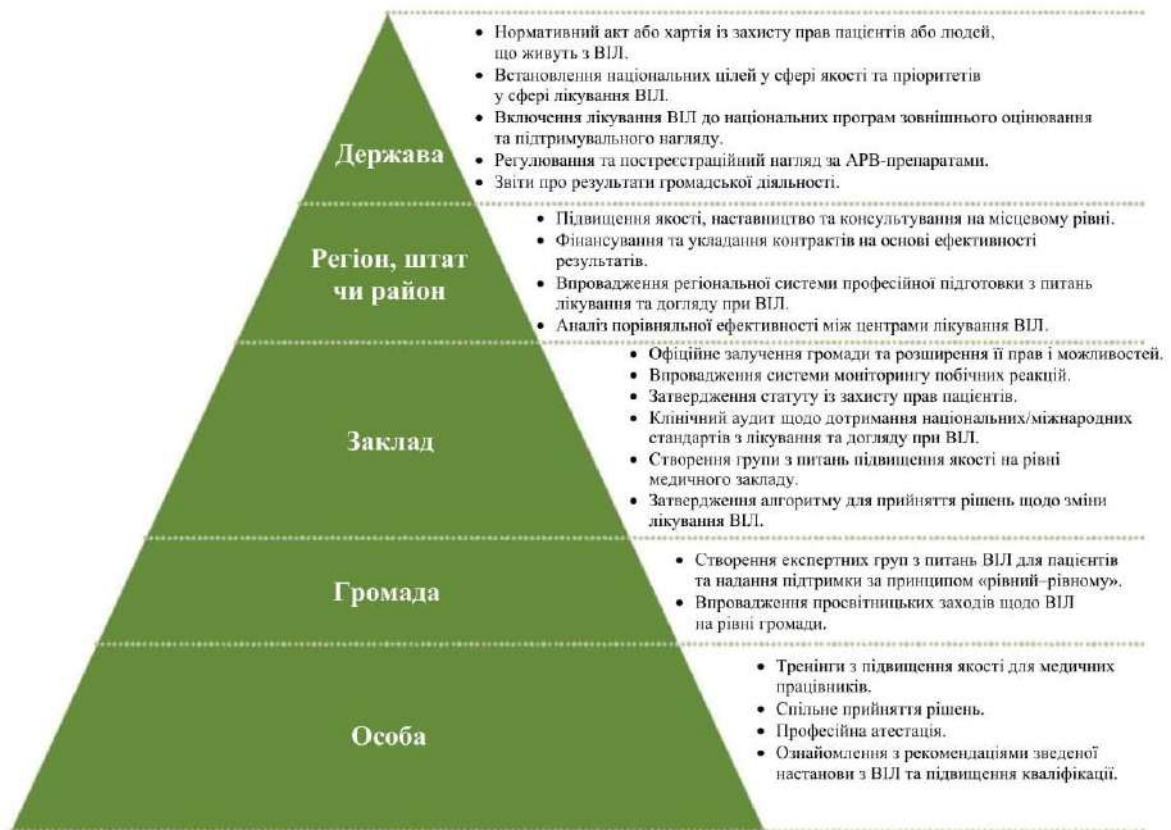 • Нормативний акт або хартія із захисту прав пацієнтів або людей,
що живуть з ВІЛ.
• Встановлення національних цілей у сфері якості та пріоритетів
у сфері лікування ВІЛ.
• Включення лікування ВІЛ до національних програм зовнішнього оцінювання
та підтримувального нагляду.
• Регулювання та постреєстраційний нагляд за АРВ-препаратами.
• Звіти про результати громадської діяльності.
Держава
• Підвищення якості, наставництво та консультування на місцевому рівні.
• Фінансування та укладання контрактів на основі ефективності
результатів.
• Впровадження регіональної системи професійної підготовки з питань
лікування та догляду при ВІЛ.
• Аналіз порівняльної ефективності між центрами лікування ВІЛ.
Регіон, штат
чи район
• Офіційне залучення громади та розширення її прав і можливостей.
• Впровадження системи моніторингу побічних реакцій.
• Затвердження статуту із захисту прав пацієнтів.
• Клінічний аудит щодо дотримання національних/міжнародних
стандартів з лікування та догляду при ВІЛ.
• Створення групи з питань підвищення якості на рівні
медичного закладу.
• Затвердження алгоритму для прийняття рішень щодо зміни
лікування ВІЛ.
Заклад
• Створення експертних груп з питань ВІЛ для пацієнтів
та надання підтримки за принципом «рівний–рівному».
• Впровадження просвітницьких заходів щодо ВІЛ
на рівні громади.
Громада
• Тренінги з підвищення якості для медичних
працівників.
• Спільне прийняття рішень.
• Професійна атестація.
• Ознайомлення з рекомендаціями зведеної
настанови з ВІЛ та підвищення кваліфікації.
Особа